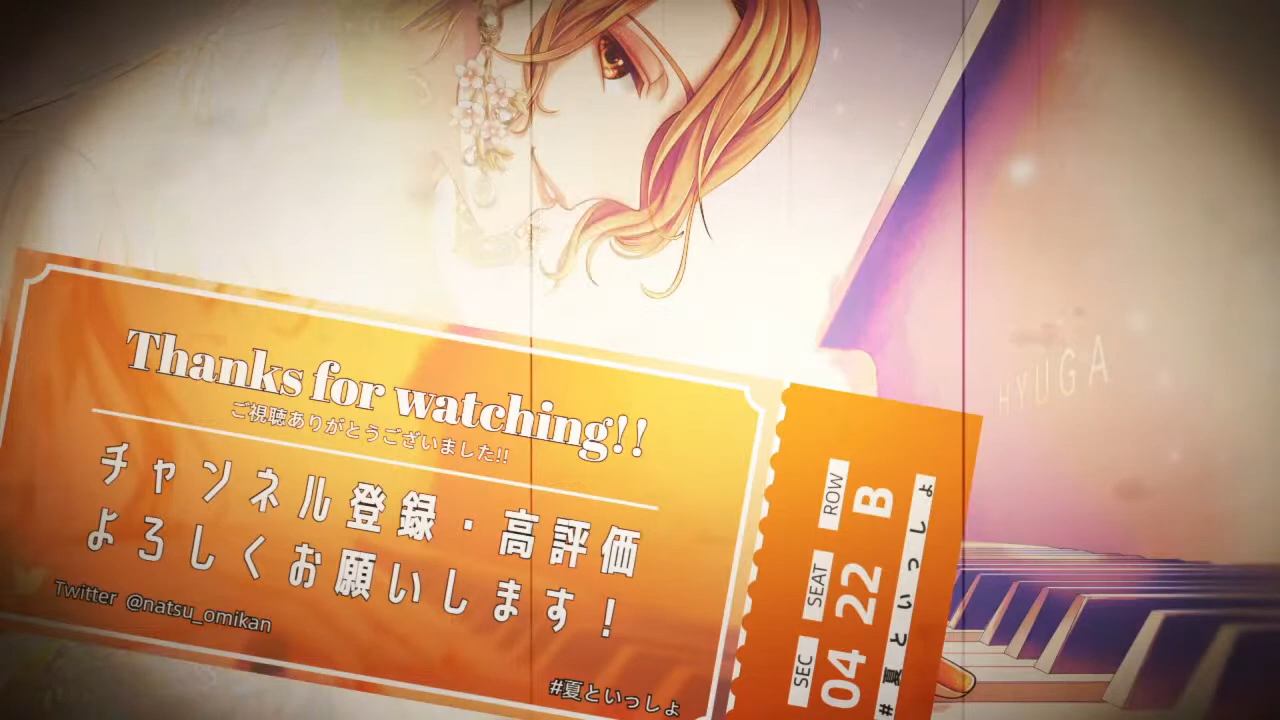 Thanks for watching!!
ご視聴ありがとうございました!!
チャンネル登録・高評価
よろしくお願いします！
Twitter @natsu_omikan
#夏といっしょ
SEC 04
SEAT 22
ROW B
#夏といっしょ
HYUGA